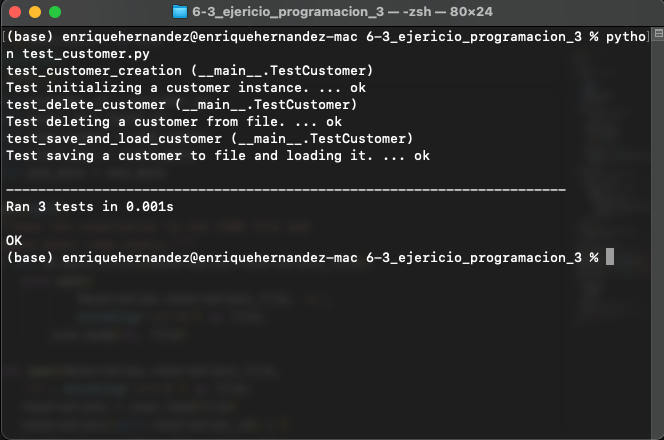 6-3_ejericio_programacion_3 — -zsh — 80×24
[(base) enriquehernandez@enriquehernandez-mac 6-3_ejericio_programacion_3 % pytho]
n test_customer.py
test_customer_creation (__main__.TestCustomer)
Test initializing a customer instance. ... ok
test_delete_customer (__main__.TestCustomer)
Test deleting a customer from file. ... ok
test_save_and_load_customer (__main__.TestCustomer)
Test saving a customer to file and loading it. ... ok
----------------------------------------------------------------------
Ran 3 tests in 0.001s
OK
(base) enriquehernandez@enriquehernandez-mac 6-3_ejericio_programacion_3 %